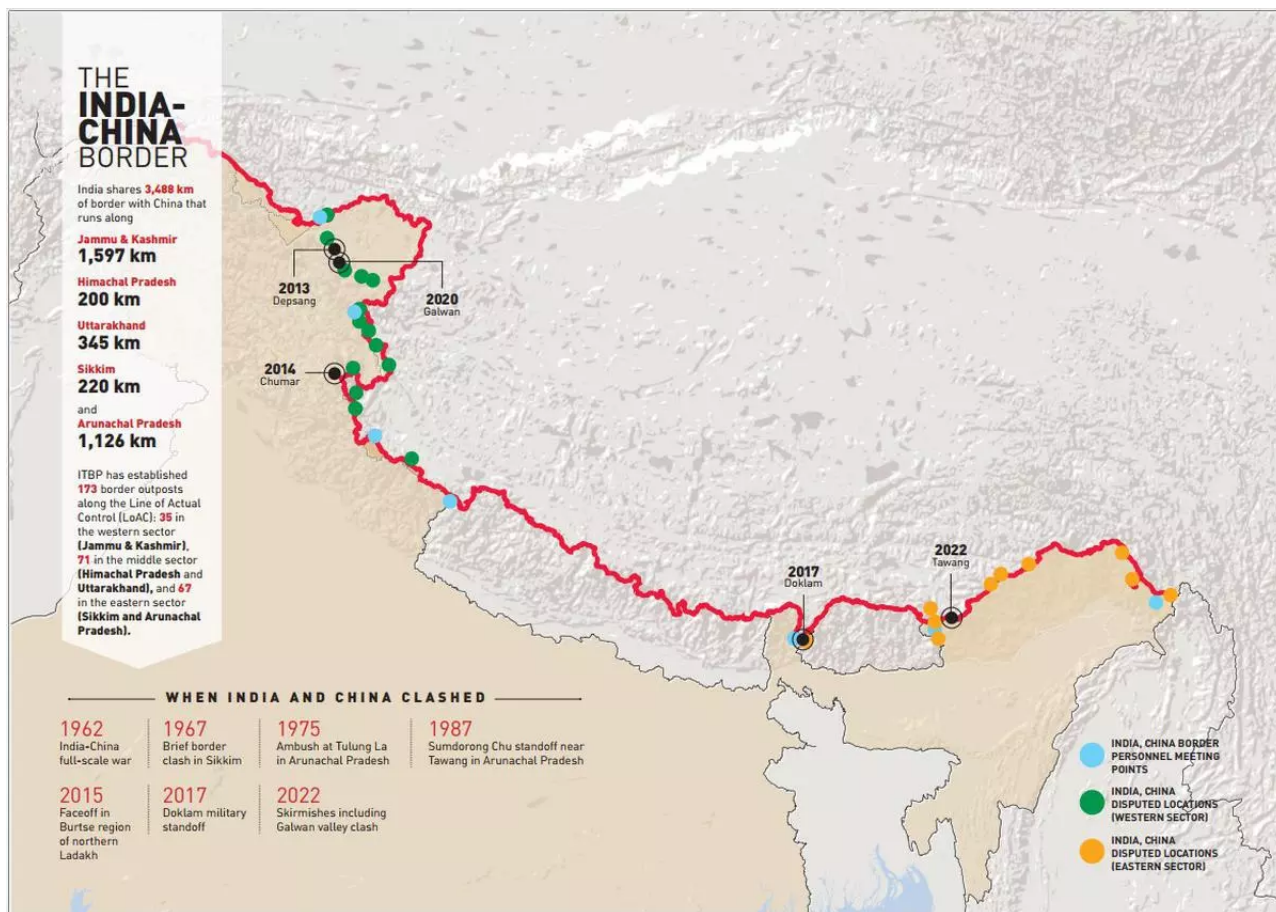 THE
INDIA-
CHINA
BORDER
India shares 3,488 km
of border with China that
runs along
Jammu & Kashmir
1,597 km
Himachal Pradesh
200 km
Uttarakhand
345 km
Sikkim
220 km
and
Arunachal Pradesh
1,126 km
ITBP has established
173 border outposts
along the Line of Actual
Control (LoAC): 35 in
the western sector
(Jammu & Kashmir),
71 in the middle sector
(Himachal Pradesh and
Uttarakhand), and 67
in the eastern sector
(Sikkim and Arunachal
Pradesh).
2013
Depsang
2020
Galwan
2014
Chumar
2017
Doklam
2022
Tawang
WHEN INDIA AND CHINA CLASHED
1962
India-China
full-scale war
1967
Brief border
clash in Sikkim
1975
Ambush at Tulung La
in Arunachal Pradesh
1987
Sumdorong Chu standoff near
Tawang in Arunachal Pradesh
2015
Faceoff in
Burtse region
of northern
Ladakh
2017
Doklam military
standoff
2022
Skirmishes including
Galwan valley clash
INDIA, CHINA BORDER
PERSONNEL MEETING
POINTS
INDIA, CHINA
DISPUTED LOCATIONS
(WESTERN SECTOR)
INDIA, CHINA
DISPUTED LOCATIONS
(EASTERN SECTOR)